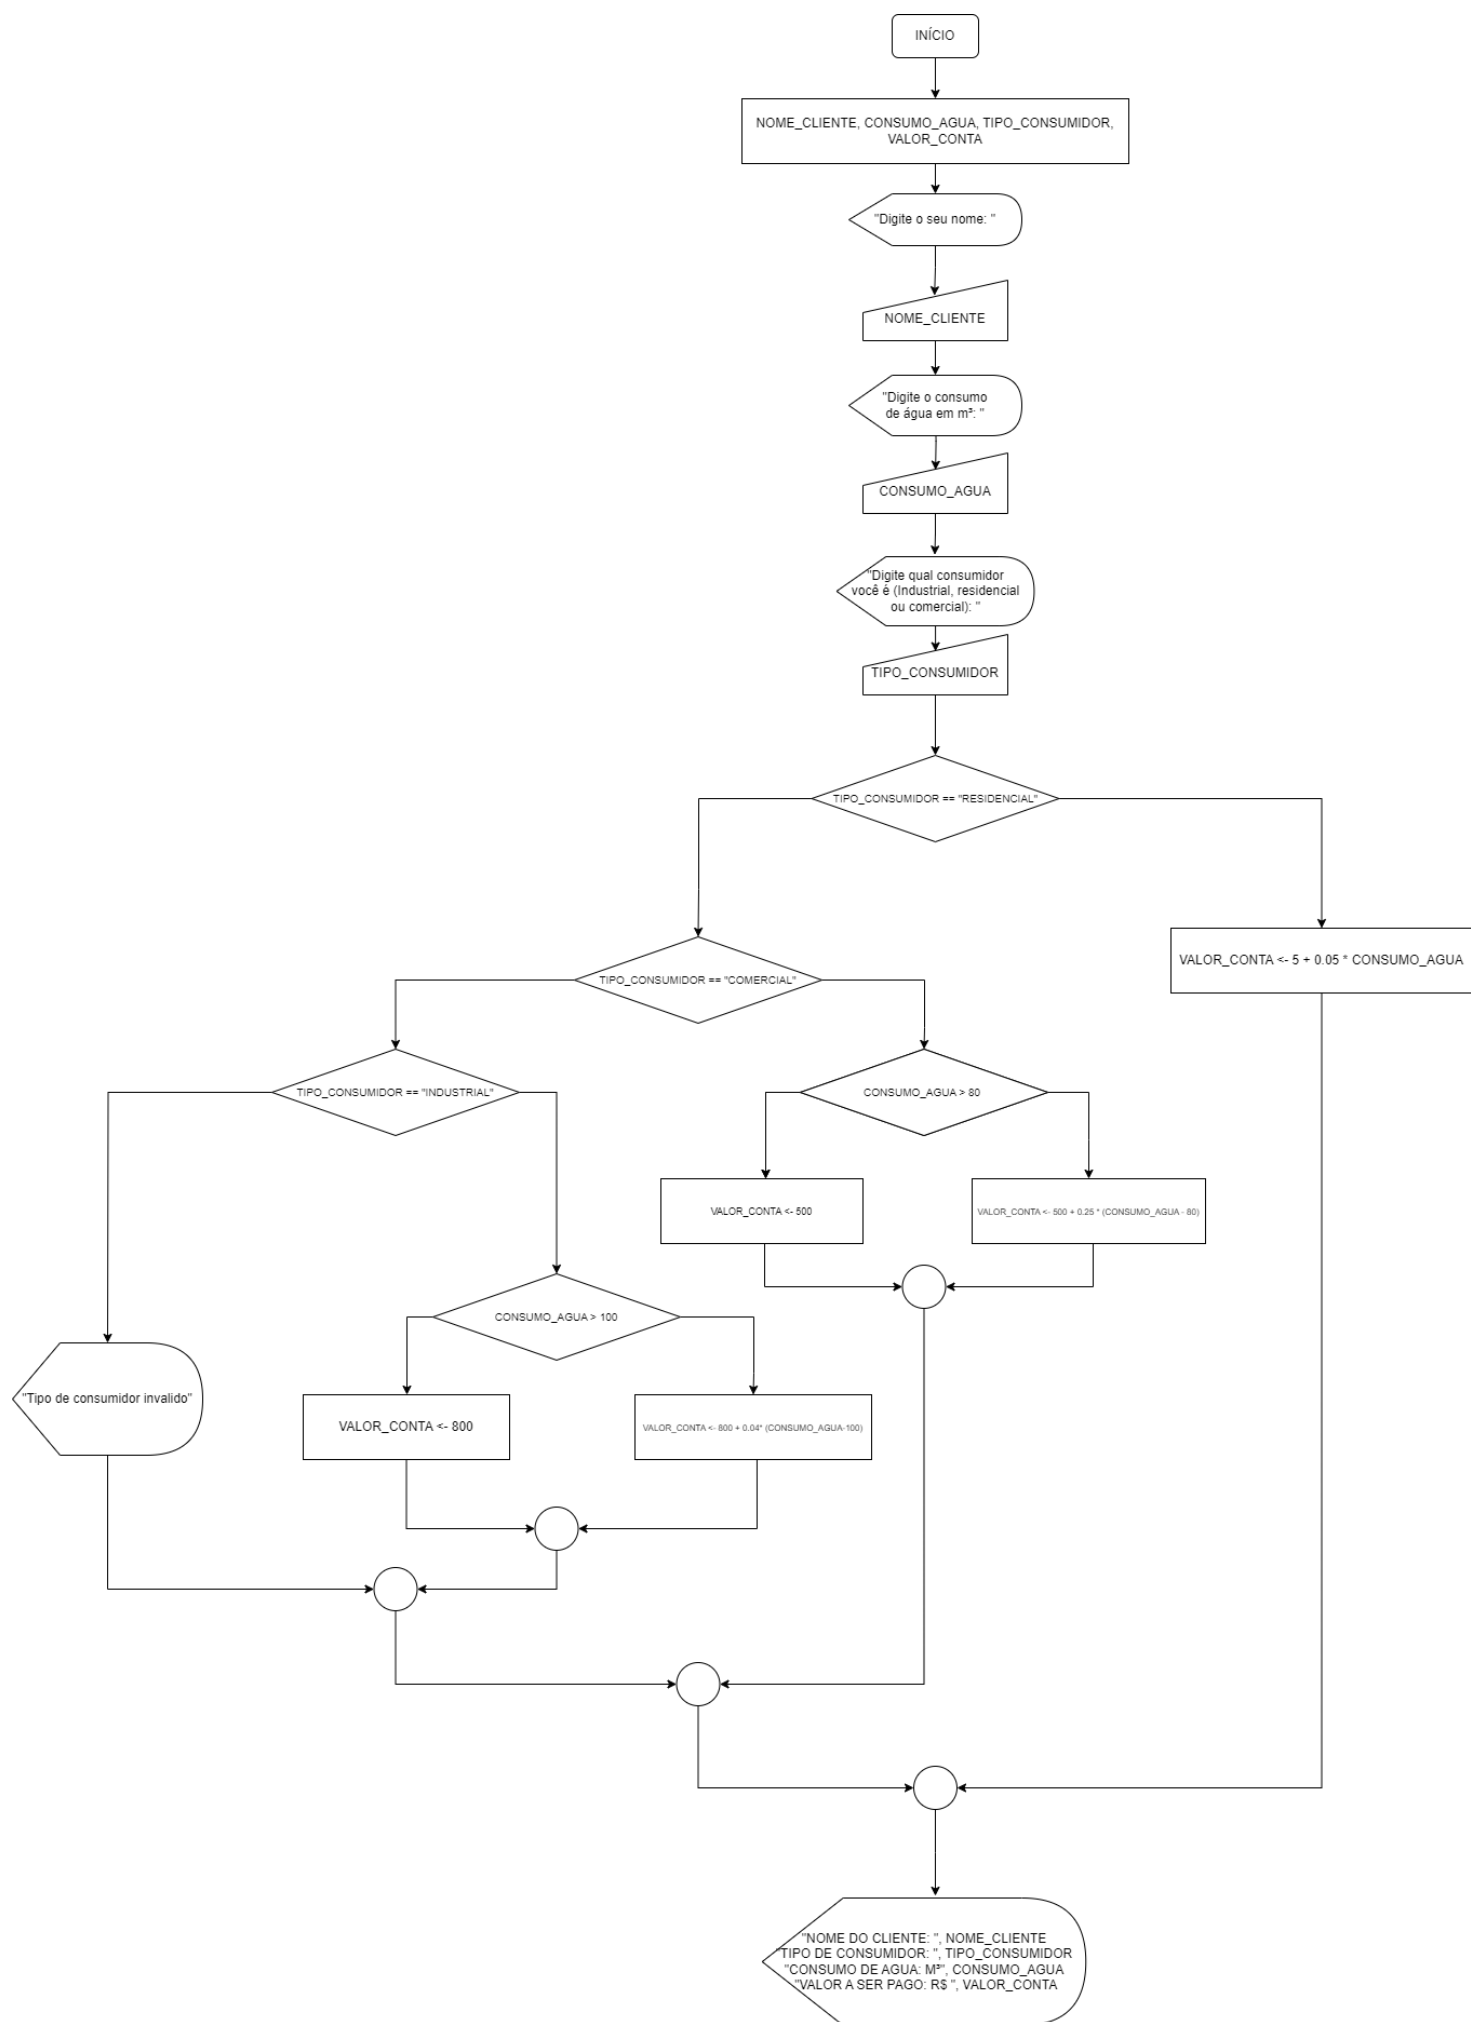 INÍCIO
NOME_CLIENTE, CONSUMO_AGUA, TIPO_CONSUMIDOR,
VALOR_CONTA
"Digite o seu nome: "
NOME_CLIENTE
"Digite o consumo
de água em m³: "
CONSUMO_AGUA
"Digite qual consumidor
você é (Industrial, residencial
ou comercial): "
TIPO_CONSUMIDOR
TIPO_CONSUMIDOR == "RESIDENCIAL"
VALOR_CONTA <- 5 + 0.05 * CONSUMO_AGUA
TIPO_CONSUMIDOR == "COMERCIAL"
TIPO_CONSUMIDOR == "INDUSTRIAL"
CONSUMO_AGUA > 80
VALOR_CONTA <- 500
VALOR_CONTA <- 500 + 0.25 * (CONSUMO_AGUA - 80)
CONSUMO_AGUA > 100
"Tipo de consumidor invalido"
VALOR_CONTA <- 800
VALOR_CONTA <- 800 + 0.04* (CONSUMO_AGUA-100)
"NOME DO CLIENTE: ", NOME_CLIENTE
"TIPO DE CONSUMIDOR: ", TIPO_CONSUMIDOR
"CONSUMO DE AGUA: M³", CONSUMO_AGUA
"VALOR A SER PAGO: R$ ", VALOR_CONTA